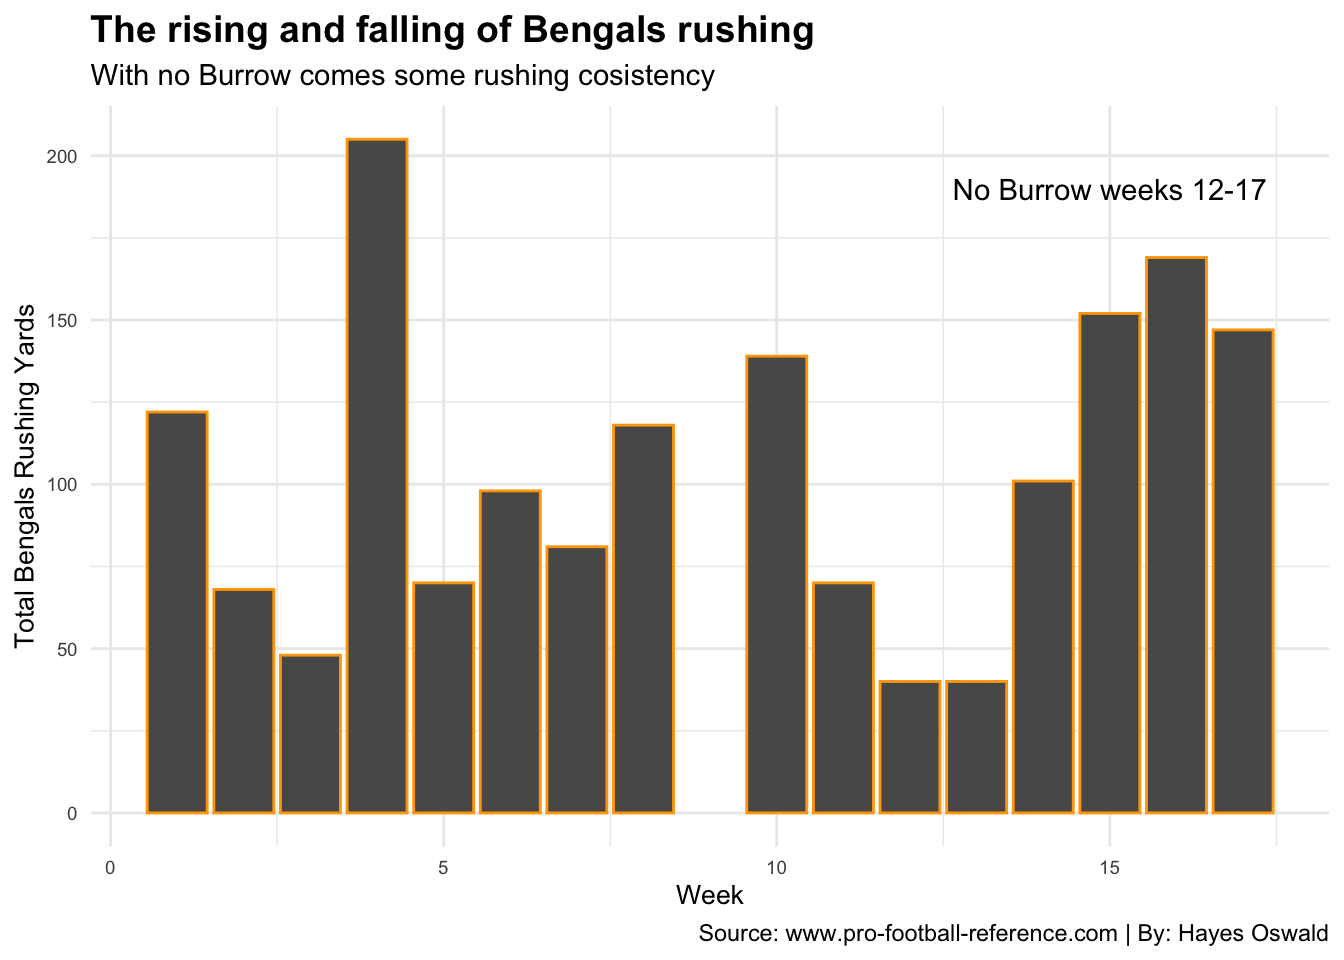 The rising and falling of Bengals rushing
With no Burrow comes some rushing cosistency
No Burrow weeks 12-17
Total Bengals Rushing Yards
200
150
100
50
0
0 5 10 15
Week
Source: www.pro-football-reference.com | By: Hayes Oswald